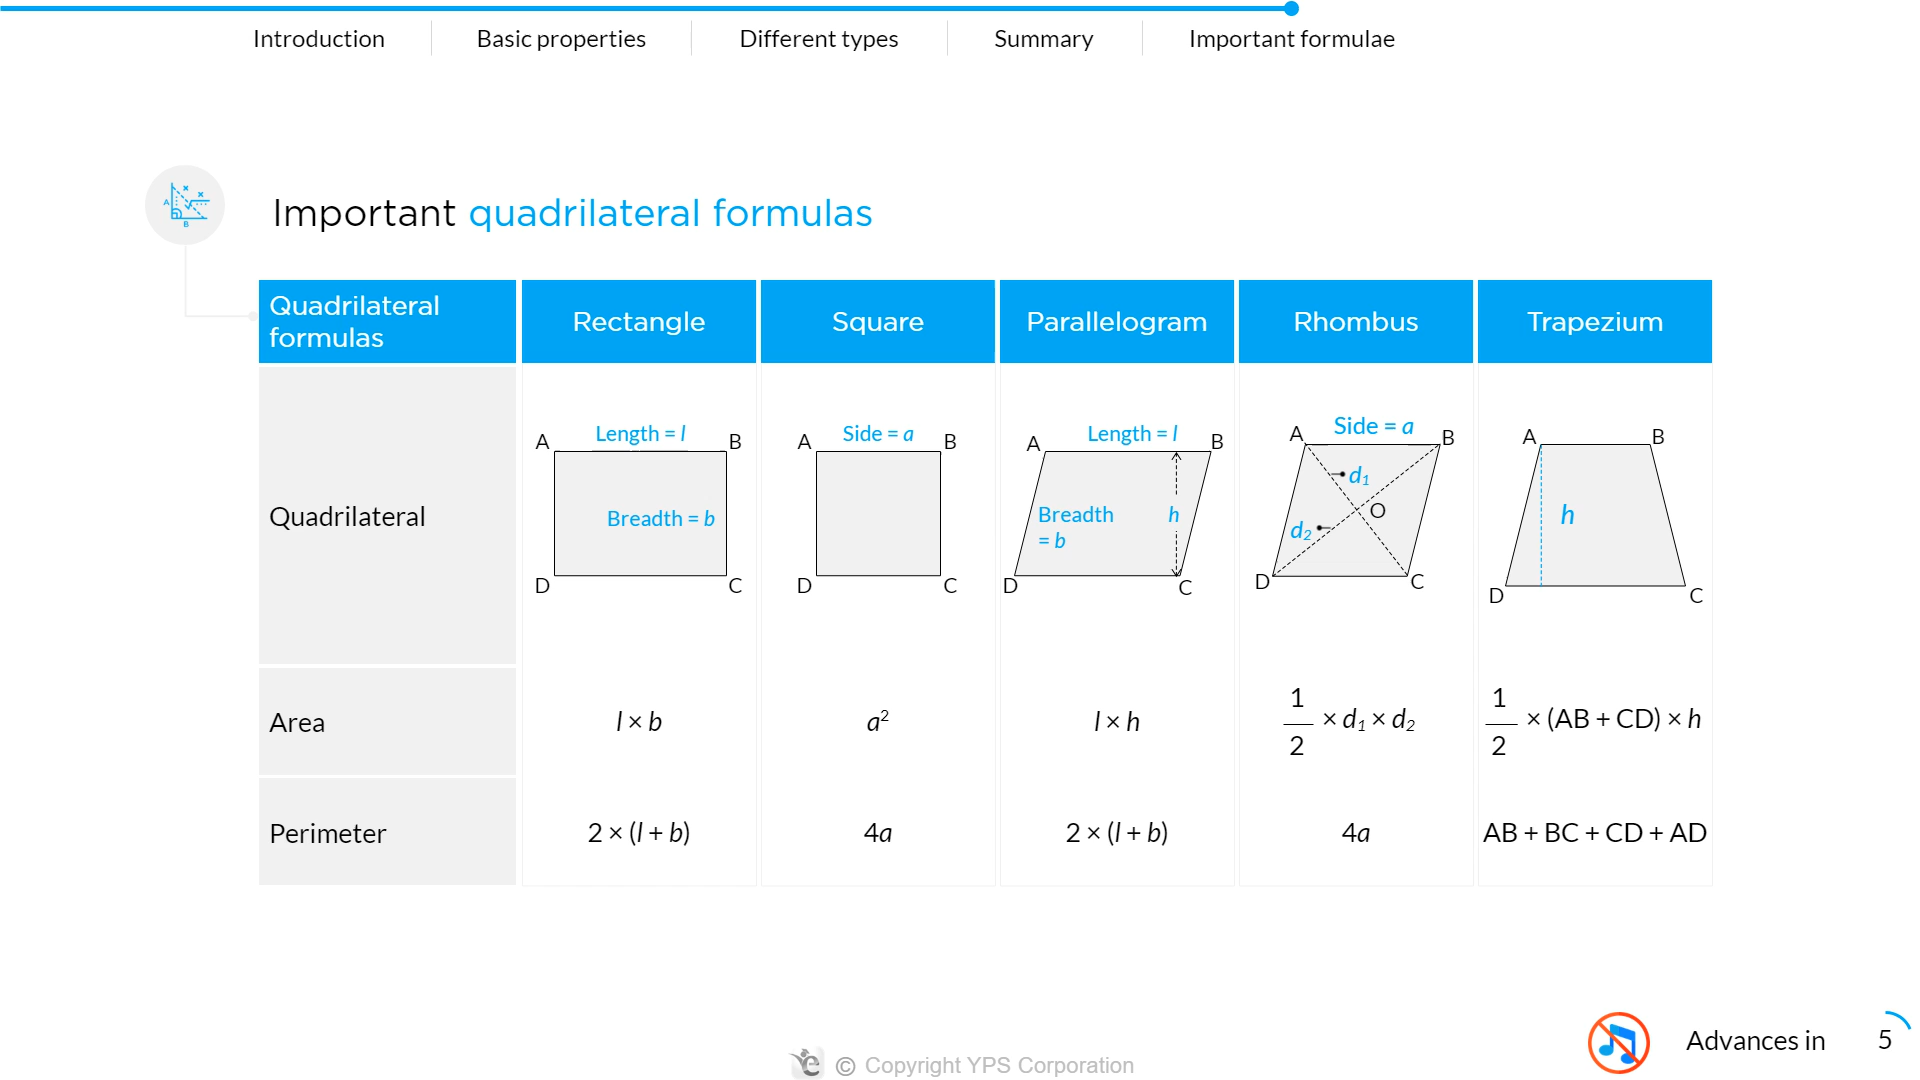 Introduction
Basic properties
Different types
Summary
Important formulae
A
B
Important quadrilateral formulas
Quadrilateral
formulas
Rectangle
Square
Parallelogram
Rhombus
Trapezium
Quadrilateral
A
Length = l
B
Breadth = b
D
C
A
Side = a
B
D
C
A
Length = l
B
Breadth
= b
h
D
C
A
Side = a
B
d₁
O
d₂
D
C
A
B
h
D
C
Area
l × b
a²
l × h
1
2
× d₁ × d₂
1
2
× (AB + CD) × h
Perimeter
2 × (l + b)
4a
2 × (l + b)
4a
AB + BC + CD + AD
Advances in
5
© Copyright YPS Corporation